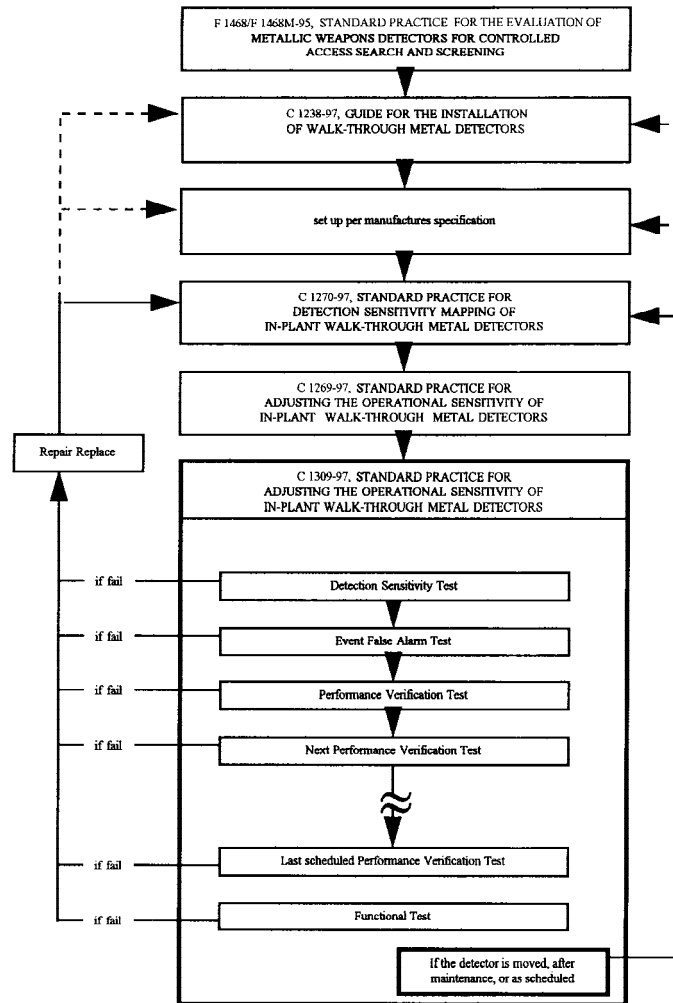 F 1468/F 1468M-95, STANDARD PRACTICE FOR THE EVALUATION OF
METALLIC WEAPONS DETECTORS FOR CONTROLLED
ACCESS SEARCH AND SCREENING
C 1238-97, GUIDE FOR THE INSTALLATION
OF WALK-THROUGH METAL DETECTORS
set up per manufactures specification
C 1270-97, STANDARD PRACTICE FOR
DETECTION SENSITIVITY MAPPING OF
IN-PLANT WALK-THROUGH METAL DETECTORS
C 1269-97, STANDARD PRACTICE FOR
ADJUSTING THE OPERATIONAL SENSITIVITY OF
IN-PLANT WALK-THROUGH METAL DETECTORS
Repair Replace
C 1309-97, STANDARD PRACTICE FOR
ADJUSTING THE OPERATIONAL SENSITIVITY OF
IN-PLANT WALK-THROUGH METAL DETECTORS
if fail
Detection Sensitivity Test
if fail
Event False Alarm Test
if fail
Performance Verification Test
if fail
Next Performance Verification Test
if fail
Last scheduled Performance Verification Test
if fail
Functional Test
If the detector is moved, after
maintenance, or as scheduled